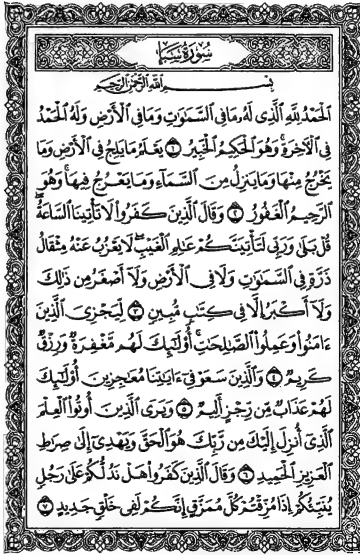 سُورَةُ سَبَإٍ
بِسْمِ ٱللَّهِ ٱلرَّحْمَٰنِ ٱلرَّحِيمِ
ٱلْحَمْدُ لِلَّهِ ٱلَّذِى لَهُۥ مَا فِى ٱلسَّمَٰوَٰتِ وَمَا فِى ٱلْأَرْضِ وَلَهُ ٱلْحَمْدُ
فِى ٱلْءَاخِرَةِ ۚ وَهُوَ ٱلْحَكِيمُ ٱلْخَبِيرُ ١ يَعْلَمُ مَا يَلِجُ فِى ٱلْأَرْضِ وَمَا
يَخْرُجُ مِنْهَا وَمَا يَنزِلُ مِنَ ٱلسَّمَآءِ وَمَا يَعْرُجُ فِيهَا ۚ وَهُوَ
ٱلرَّحِيمُ ٱلْغَفُورُ ٢ وَقَالَ ٱلَّذِينَ كَفَرُوا۟ لَا تَأْتِينَا ٱلسَّاعَةُ ۖ
قُلْ بَلَىٰ وَرَبِّى لَتَأْتِيَنَّكُمْ عَٰلِمِ ٱلْغَيْبِ ۖ لَا يَعْزُبُ عَنْهُ مِثْقَالُ
ذَرَّةٍ فِى ٱلسَّمَٰوَٰتِ وَلَا فِى ٱلْأَرْضِ وَلَآ أَصْغَرُ مِن ذَٰلِكَ
وَلَآ أَكْبَرُ إِلَّا فِى كِتَٰبٍ مُّبِينٍ ٣ لِّيَجْزِىَ ٱلَّذِينَ
ءَامَنُوا۟ وَعَمِلُوا۟ ٱلصَّٰلِحَٰتِ ۚ أُو۟لَٰٓئِكَ لَهُم مَّغْفِرَةٌ وَرِزْقٌ
كَرِيمٌ ٤ وَٱلَّذِينَ سَعَوْ فِىٓ ءَايَٰتِنَا مُعَٰجِزِينَ أُو۟لَٰٓئِكَ
لَهُمْ عَذَابٌ مِّن رِّجْزٍ أَلِيمٌ ٥ وَيَرَى ٱلَّذِينَ أُوتُوا۟ ٱلْعِلْمَ
ٱلَّذِىٓ أُنزِلَ إِلَيْكَ مِن رَّبِّكَ هُوَ ٱلْحَقَّ وَيَهْدِىٓ إِلَىٰ صِرَٰطِ
ٱلْعَزِيزِ ٱلْحَمِيدِ ٦ وَقَالَ ٱلَّذِينَ كَفَرُوا۟ هَلْ نَدُلُّكُمْ عَلَىٰ رَجُلٍ
يُنَبِّئُكُمْ إِذَا مُزِّقْتُمْ كُلَّ مُمَزَّقٍ إِنَّكُمْ لَفِى خَلْقٍ جَدِيدٍ ٧